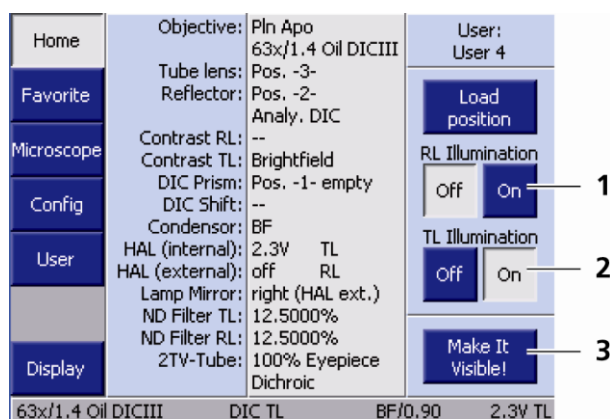 Home
Favorite
Microscope
Config
User
Display
Objective: Pln Apo
63x/1.4 Oil DICIII
Tube lens: Pos. -3-
Reflector: Pos. -2-
Analy. DIC
Contrast RL: --
Contrast TL: Brightfield
DIC Prism: Pos. -1- empty
DIC Shift: --
Condensor: BF
HAL (internal): 2.3V TL
HAL (external): off RL
Lamp Mirror: right (HAL ext.)
ND Filter TL: 12.5000%
ND Filter RL: 12.5000%
2TV-Tube: 100% Eyepiece
Dichroic
User:
User 4
Load
position
RL Illumination
Off On 1
TL Illumination
Off On 2
Make It
Visible! 3
63x/1.4 Oil DICIII DIC TL BF/0.90 2.3V TL